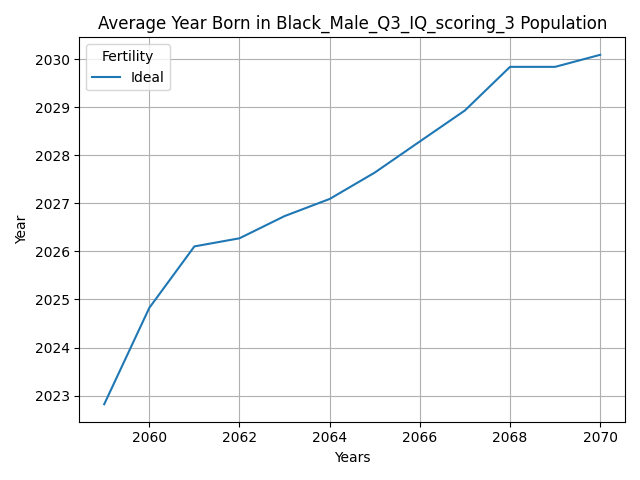 Average Year Born in Black_Male_Q3_IQ_scoring_3 Population
Fertility
Ideal
2030
2029
2028
2027
2026
2025
2024
2023
Year
2060 2062 2064 2066 2068 2070
Years